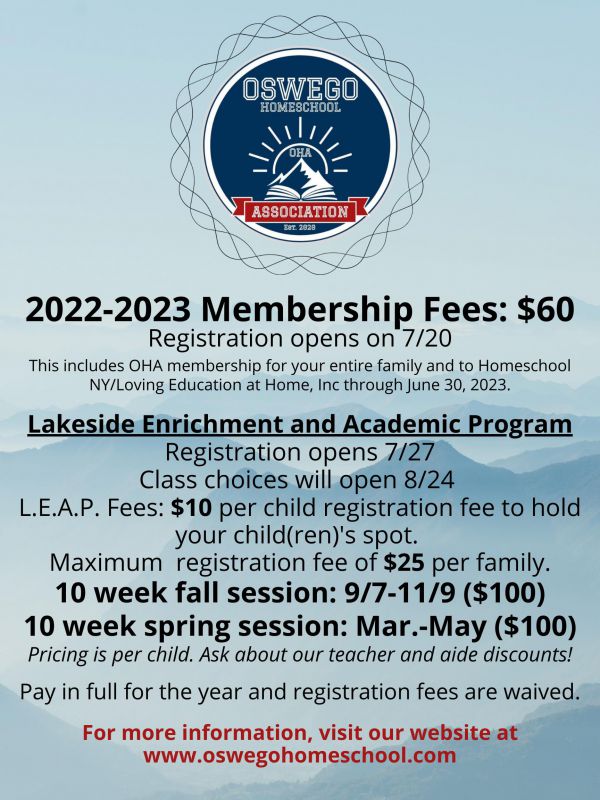 OSWEGO
HOMESCHOOL
OHA
ASSOCIATION
EST. 2020
2022-2023 Membership Fees: $60
Registration opens on 7/20
This includes OHA membership for your entire family and to Homeschool
NY/Loving Education at Home, Inc through June 30, 2023.
Lakeside Enrichment and Academic Program
Registration opens 7/27
Class choices will open 8/24
L.E.A.P. Fees: $10 per child registration fee to hold
your child(ren)'s spot.
Maximum registration fee of $25 per family.
10 week fall session: 9/7-11/9 ($100)
10 week spring session: Mar.-May ($100)
Pricing is per child. Ask about our teacher and aide discounts!
Pay in full for the year and registration fees are waived.
For more information, visit our website at
www.oswegohomeschool.com